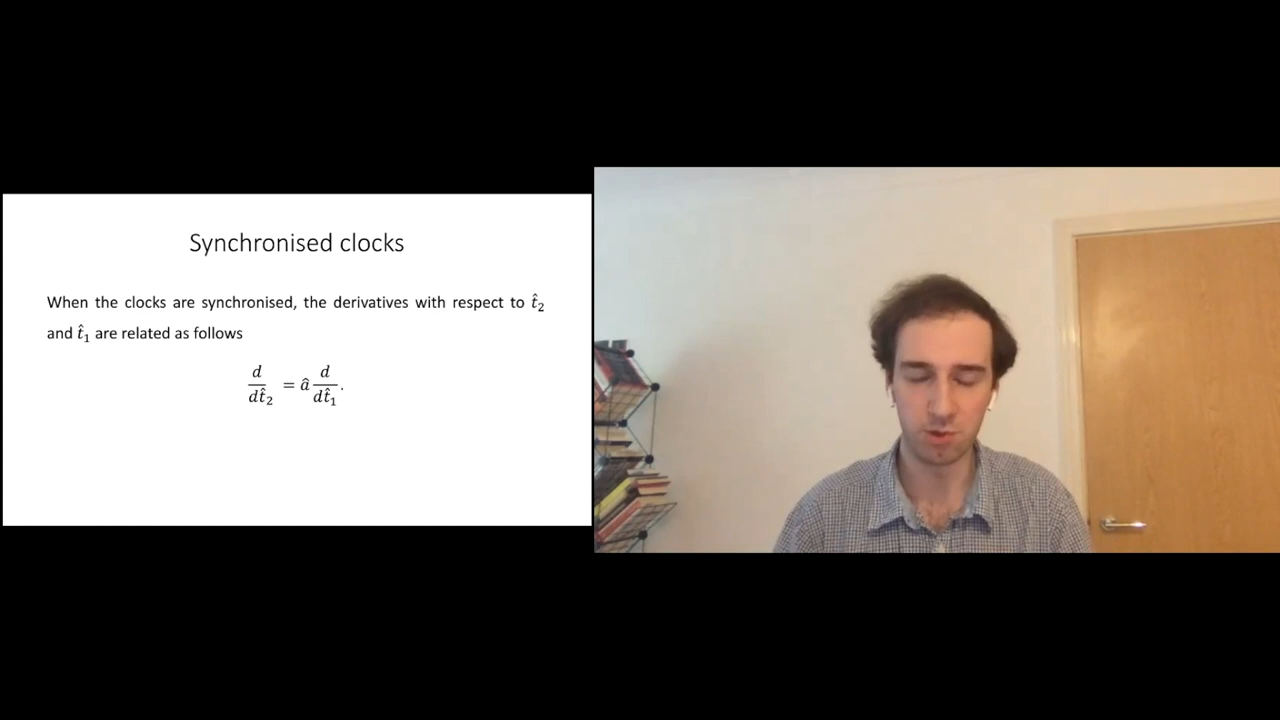 Synchronised clocks
When the clocks are synchronised, the derivatives with respect to t̂₂
and t̂₁ are related as follows
d/dt̂₂ = â d/dt̂₁.